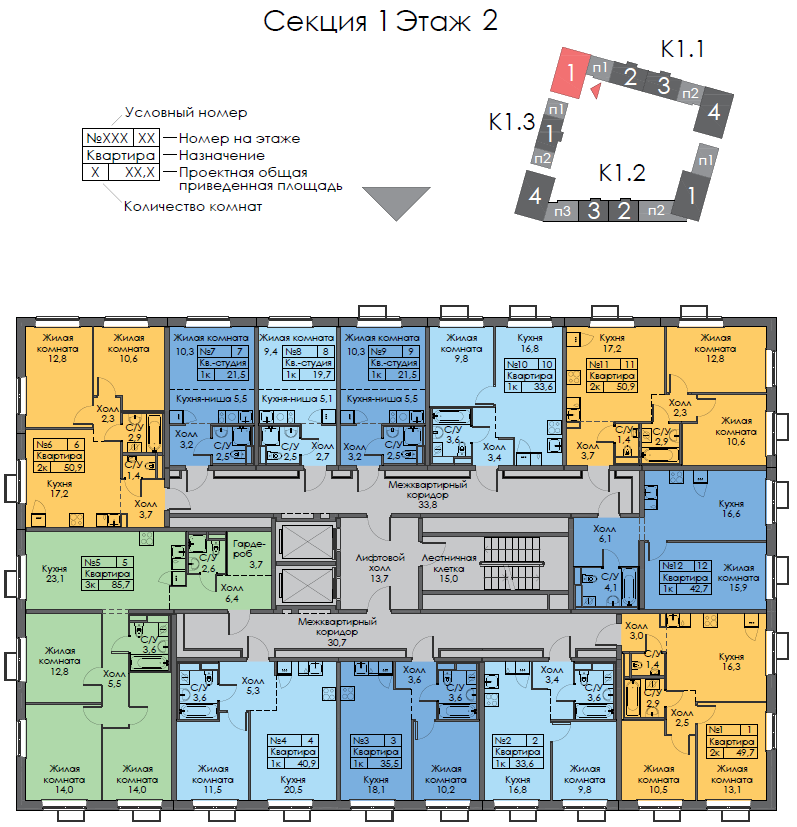 Секция 1 Этаж 2
К1.1
1
п1
2
3
п2
4
К1.3
п1
1
п2
4
К1.2
п3
3
2
п2
1
п1
Условный номер
№XXX XX
Номер на этаже
Квартира
Назначение
X XX,X
Проектная общая
приведенная площадь
Количество комнат
Жилая
комната
12,8
Жилая
комната
10,6
Холл
2,3
С/У
2,9
С/У
1,4
№6 6
Квартира
2к 50,9
Кухня
17,2
Холл
3,7
Жилая комната
10,3
№7 7
Кв.-студия
1к 21,5
Кухня-ниша 5,5
Холл
3,2
С/У
2,5
Жилая комната
9,4
№8 8
Кв.-студия
1к 19,7
Кухня-ниша 5,1
С/У
2,5
Холл
2,7
Жилая комната
10,3
№9 9
Кв.-студия
1к 21,5
Кухня-ниша 5,5
Холл
3,2
С/У
2,5
Жилая
комната
9,8
Кухня
16,8
№10 10
Квартира
1к 33,6
С/У
3,6
Холл
3,4
Кухня
17,2
№11 11
Квартира
2к 50,9
Жилая
комната
12,8
Холл
2,3
Жилая
комната
10,6
С/У
1,4
С/У
2,9
Холл
3,7
Межквартирный
коридор
33,8
Кухня
23,1
№5 5
Квартира
3к 85,7
С/У
2,6
Гарде-
роб
3,7
Холл
6,4
Лифтовой
холл
13,7
Лестничная
клетка
15,0
Холл
6,1
Кухня
16,6
С/У
4,1
№12 12
Квартира
1к 42,7
Жилая
комната
15,9
Межквартирный
коридор
30,7
Жилая
комната
12,8
С/У
3,6
Холл
5,5
Жилая
комната
14,0
Жилая
комната
14,0
С/У
3,6
Холл
5,3
№4 4
Квартира
1к 40,9
Жилая
комната
11,5
Кухня
20,5
Холл
3,6
С/У
3,6
№3 3
Квартира
1к 35,5
Кухня
18,1
Жилая
комната
10,2
С/У
3,6
Холл
3,4
С/У
3,6
№2 2
Квартира
1к 33,6
Кухня
16,8
Жилая
комната
9,8
Холл
3,0
С/У
1,4
Кухня
16,3
С/У
2,9
Холл
2,5
№1 1
Квартира
2к 49,7
Жилая
комната
10,5
Жилая
комната
13,1